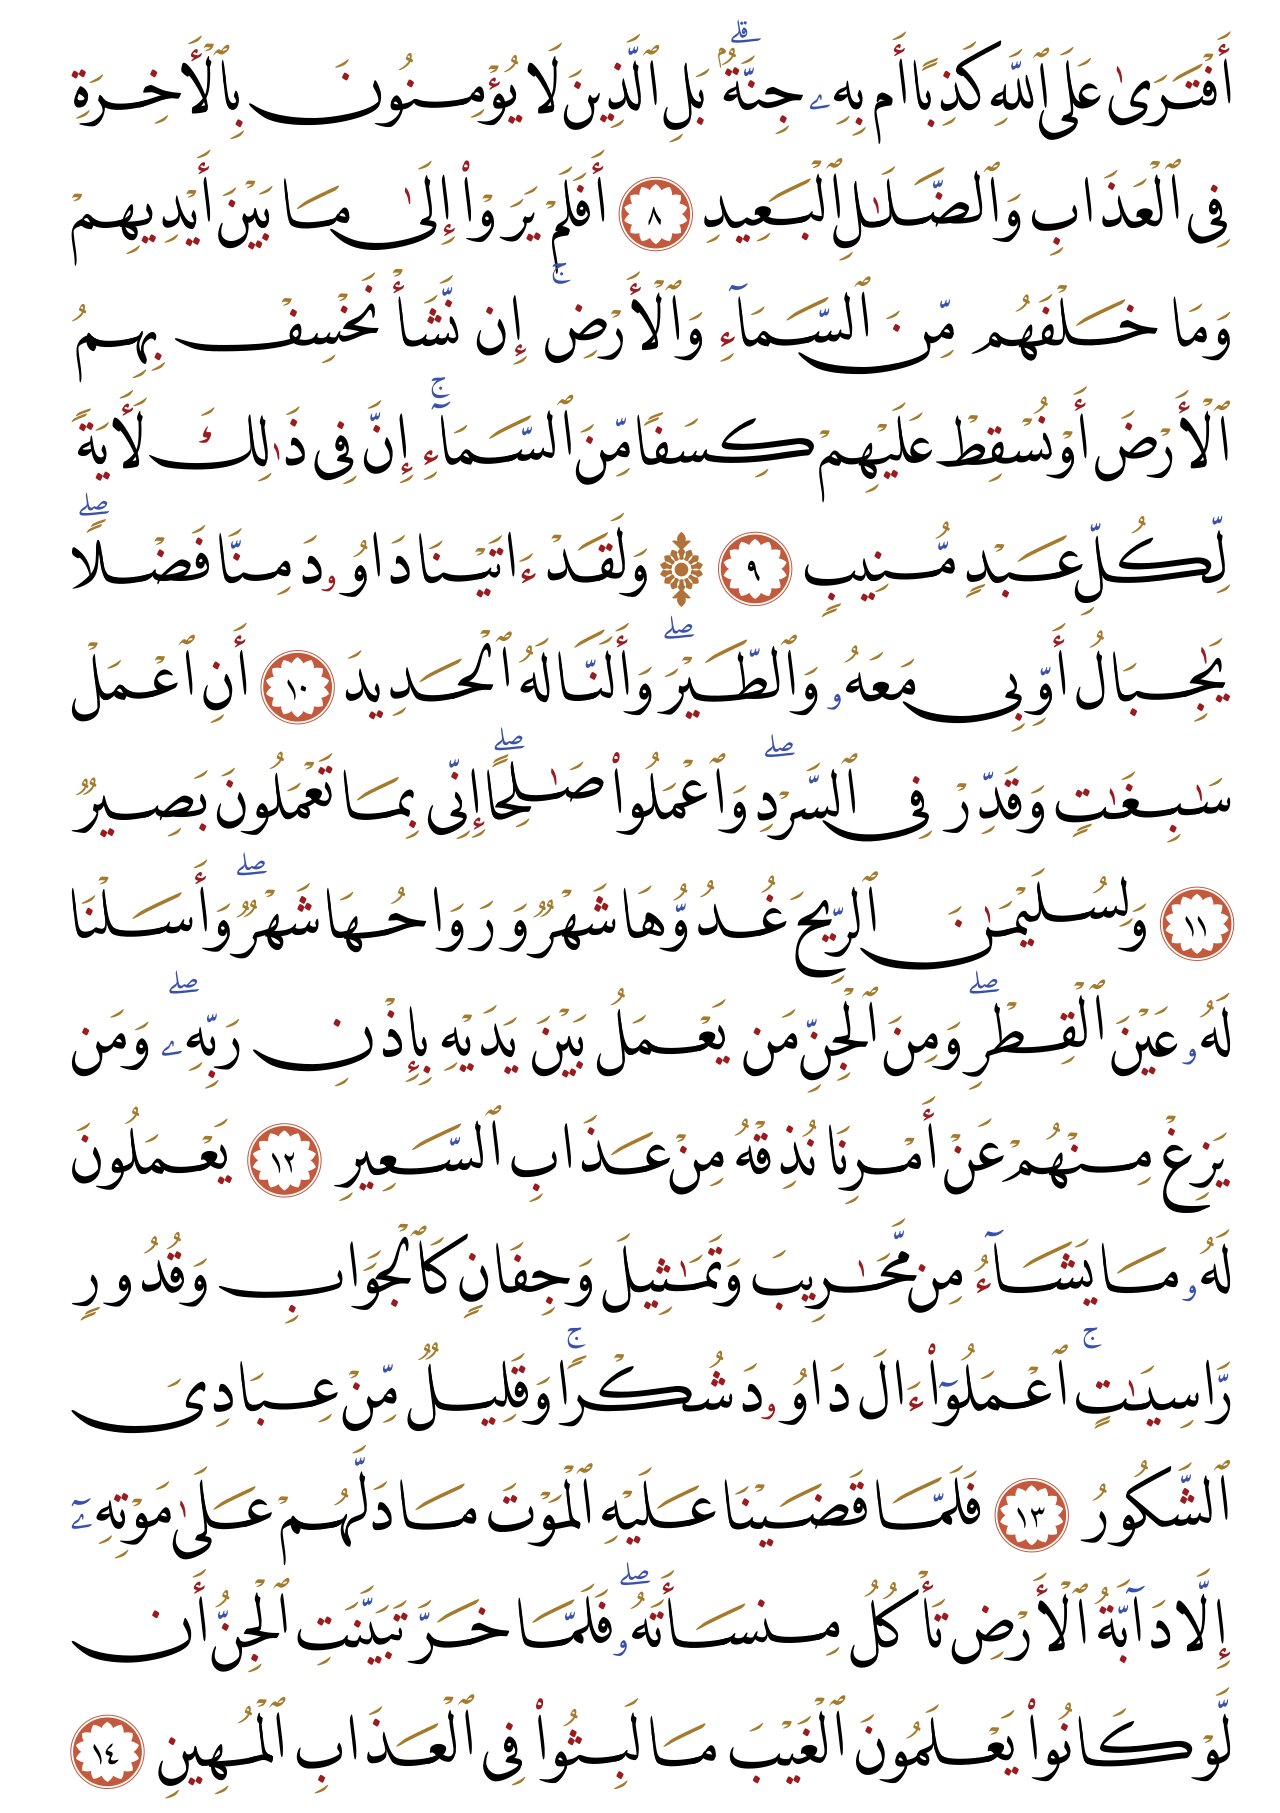 أَفْتَرَىٰ عَلَى ٱللَّهِ كَذِبًا أَم بِهِۦ جِنَّةٌۢ ۗ بَلِ ٱلَّذِينَ لَا يُؤْمِنُونَ بِٱلْأَخِرَةِ
فِى ٱلْعَذَابِ وَٱلضَّلَـٰلِ ٱلْبَعِيدِ ٨ أَفَلَمْ يَرَوْا۟ إِلَىٰ مَا بَيْنَ أَيْدِيهِمْ
وَمَا خَلْفَهُم مِّنَ ٱلسَّمَآءِ وَٱلْأَرْضِ ۚ إِن نَّشَأْ نَخْسِفْ بِهِمُ
ٱلْأَرْضَ أَوْ نُسْقِطْ عَلَيْهِمْ كِسَفًا مِّنَ ٱلسَّمَآءِ ۚ إِنَّ فِى ذَٰلِكَ لَأَيَةً
لِّكُلِّ عَبْدٍ مُّنِيبٍ ٩ ۞ وَلَقَدْ ءَاتَيْنَا دَاوُۥدَ مِنَّا فَضْلًا ۖ
يَـٰجِبَالُ أَوِّبِى مَعَهُۥ وَٱلطَّيْرَ ۖ وَأَلَنَّا لَهُ ٱلْحَدِيدَ ١٠ أَنِ ٱعْمَلْ
سَـٰبِغَـٰتٍ وَقَدِّرْ فِى ٱلسَّرْدِ ۖ وَٱعْمَلُوا۟ صَـٰلِحًا ۖ إِنِّى بِمَا تَعْمَلُونَ بَصِيرٌ
١١ وَلِسُلَيْمَـٰنَ ٱلرِّيحَ غُدُوُّهَا شَهْرٌ وَرَوَاحُهَا شَهْرٌ ۖ وَأَسَلْنَا
لَهُۥ عَيْنَ ٱلْقِطْرِ ۖ وَمِنَ ٱلْجِنِّ مَن يَعْمَلُ بَيْنَ يَدَيْهِ بِإِذْنِ رَبِّهِۦ ۖ وَمَن
يَزِغْ مِنْهُمْ عَنْ أَمْرِنَا نُذِقْهُ مِنْ عَذَابِ ٱلسَّعِيرِ ١٢ يَعْمَلُونَ
لَهُۥ مَا يَشَآءُ مِن مَّحَـٰرِيبَ وَتَمَـٰثِيلَ وَجِفَانٍ كَٱلْجَوَابِ وَقُدُورٍ
رَّاسِيَـٰتٍ ۚ ٱعْمَلُوٓا۟ ءَالَ دَاوُۥدَ شُكْرًا ۚ وَقَلِيلٌ مِّنْ عِبَادِىَ
ٱلشَّكُورُ ١٣ فَلَمَّا قَضَيْنَا عَلَيْهِ ٱلْمَوْتَ مَا دَلَّهُمْ عَلَىٰ مَوْتِهِۦٓ
إِلَّا دَآبَّةُ ٱلْأَرْضِ تَأْكُلُ مِنسَأَتَهُۥ ۖ فَلَمَّا خَرَّ تَبَيَّنَتِ ٱلْجِنُّ أَن
لَّوْ كَانُوا۟ يَعْلَمُونَ ٱلْغَيْبَ مَا لَبِثُوا۟ فِى ٱلْعَذَابِ ٱلْمُهِينِ ١٤